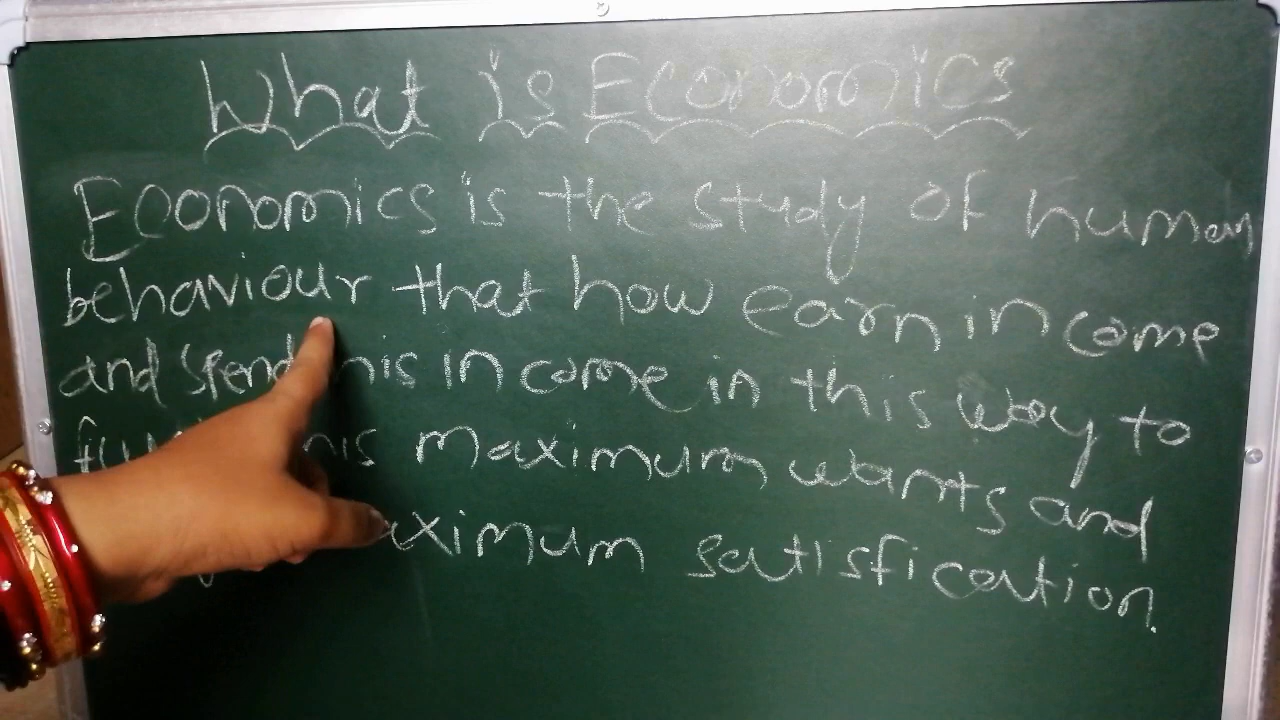 What is Economics
Economics is the study of human
behaviour that how earn income
and spend his income in this way to
his maximum wants and
maximum satisfication.